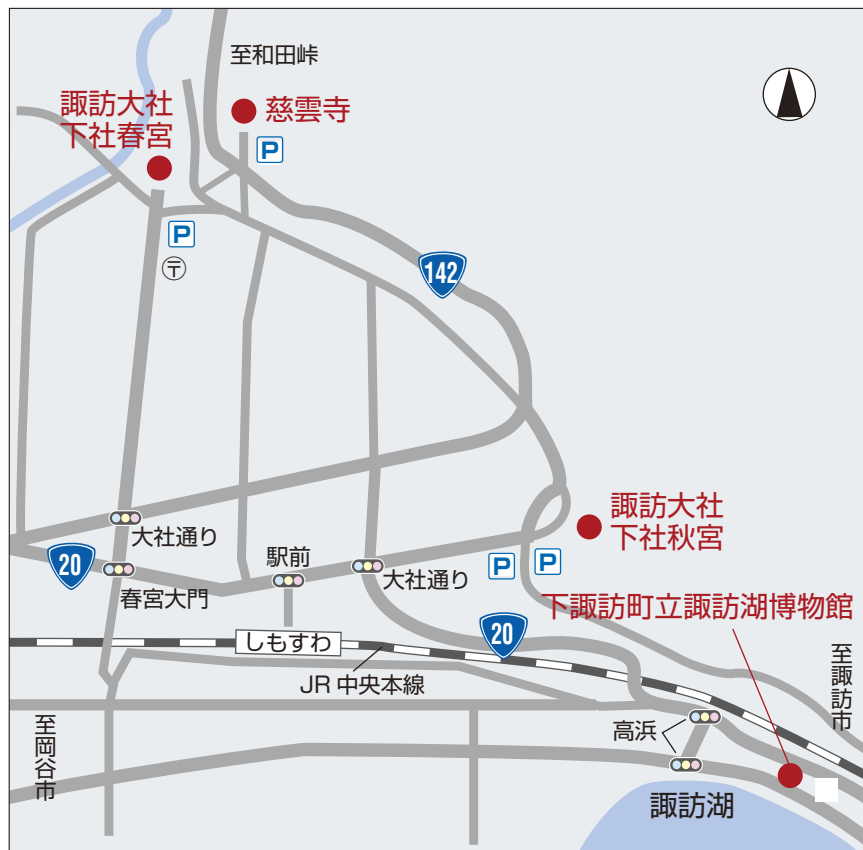 至和田峠
慈雲寺
諏訪大社
下社春宮
P
P
〒
142
大社通り
20
春宮大門
駅前
大社通り
P
P
諏訪大社
下社秋宮
下諏訪町立諏訪湖博物館
20
しもすわ
JR中央本線
至諏訪市
至岡谷市
高浜
諏訪湖